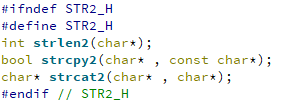 #ifndef STR2_H
#define STR2_H
int strlen2(char*);
bool strcpy2(char* , const char*);
char* strcat2(char* , char*);
#endif // STR2_H